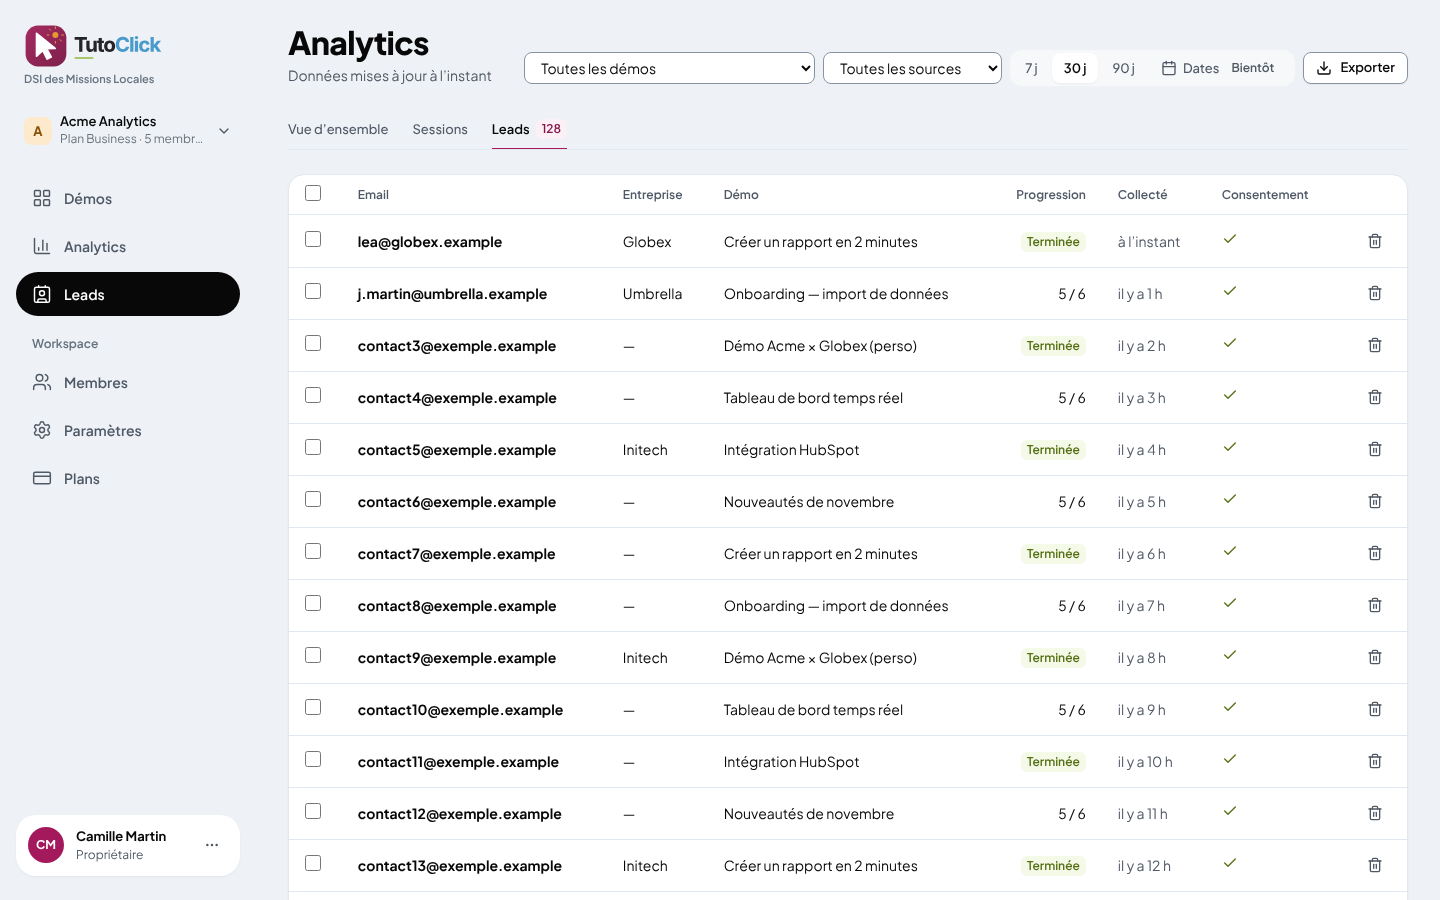 TutoClick
DSI des Missions Locales
A
Acme Analytics
Plan Business · 5 membr...
Démos
Analytics
Leads
Workspace
Membres
Paramètres
Plans
CM
Camille Martin
Propriétaire
Analytics
Données mises à jour à l'instant
Toutes les démos
Toutes les sources
7 j
30 j
90 j
Dates
Bientôt
Exporter
Vue d'ensemble
Sessions
Leads 128
Email Entreprise Démo Progression Collecté Consentement
lea@globex.example Globex Créer un rapport en 2 minutes Terminée à l'instant
j.martin@umbrella.example Umbrella Onboarding — import de données 5 / 6 il y a 1 h
contact3@exemple.example — Démo Acme × Globex (perso) Terminée il y a 2 h
contact4@exemple.example — Tableau de bord temps réel 5 / 6 il y a 3 h
contact5@exemple.example Initech Intégration HubSpot Terminée il y a 4 h
contact6@exemple.example — Nouveautés de novembre 5 / 6 il y a 5 h
contact7@exemple.example — Créer un rapport en 2 minutes Terminée il y a 6 h
contact8@exemple.example — Onboarding — import de données 5 / 6 il y a 7 h
contact9@exemple.example Initech Démo Acme × Globex (perso) Terminée il y a 8 h
contact10@exemple.example — Tableau de bord temps réel 5 / 6 il y a 9 h
contact11@exemple.example — Intégration HubSpot Terminée il y a 10 h
contact12@exemple.example — Nouveautés de novembre 5 / 6 il y a 11 h
contact13@exemple.example Initech Créer un rapport en 2 minutes Terminée il y a 12 h